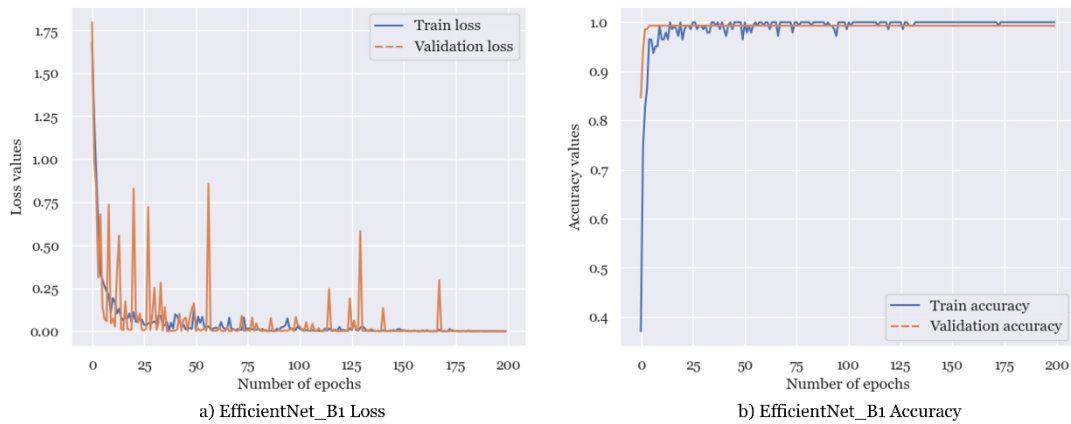 Train loss
Validation loss
1.75
1.50
1.25
1.00
0.75
0.50
0.25
0.00
Loss values
0 25 50 75 100 125 150 175 200
Number of epochs
a) EfficientNet_B1 Loss
1.0
0.9
0.8
0.7
0.6
0.5
0.4
Accuracy values
Train accuracy
Validation accuracy
0 25 50 75 100 125 150 175 200
Number of epochs
b) EfficientNet_B1 Accuracy